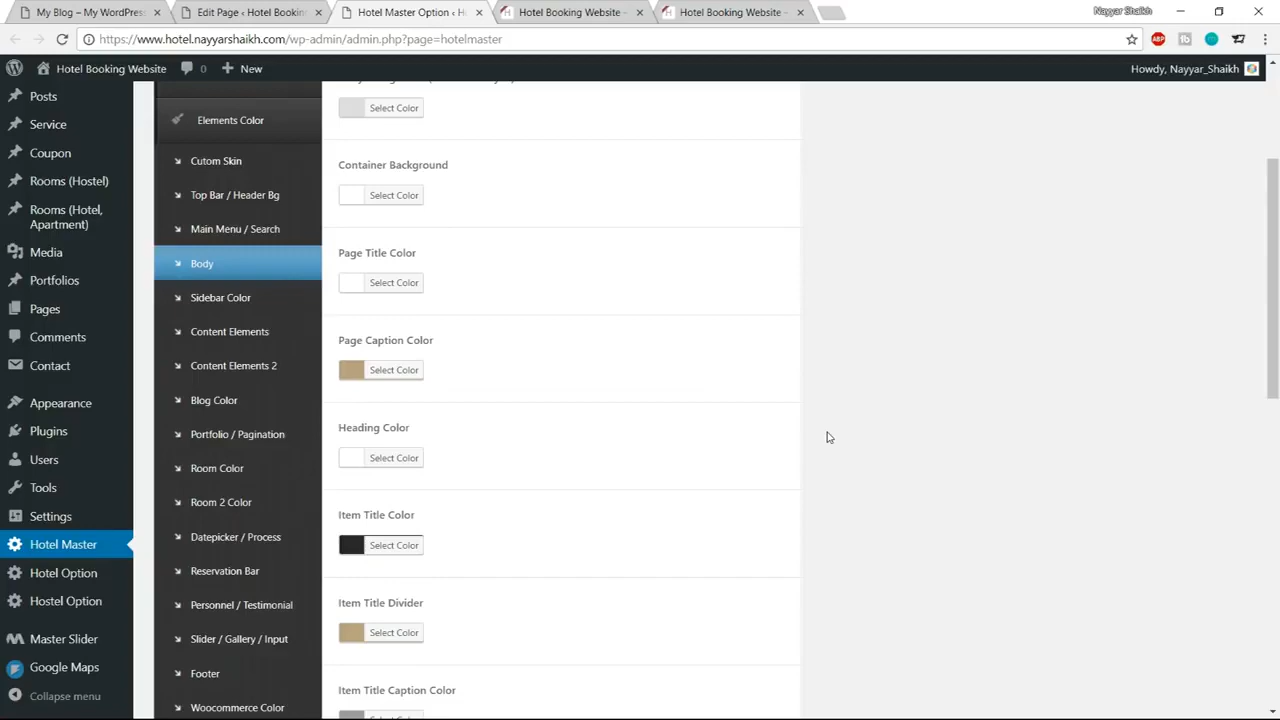 My Blog – My WordPress
Edit Page ‹ Hotel Bookin
Hotel Master Option ‹ H
Hotel Booking Website –
Hotel Booking Website –
Nayyar Shaikh
https://www.hotel.nayyarshaikh.com/wp-admin/admin.php?page=hotelmaster
ABP
Hotel Booking Website
0
New
Howdy, Nayyar_Shaikh
Posts
Service
Coupon
Rooms (Hostel)
Rooms (Hotel,
Apartment)
Media
Portfolios
Pages
Comments
Contact
Appearance
Plugins
Users
Tools
Settings
Hotel Master
Hotel Option
Hostel Option
Master Slider
Google Maps
Collapse menu
Elements Color
Cutom Skin
Top Bar / Header Bg
Main Menu / Search
Body
Sidebar Color
Content Elements
Content Elements 2
Blog Color
Portfolio / Pagination
Room Color
Room 2 Color
Datepicker / Process
Reservation Bar
Personnel / Testimonial
Slider / Gallery / Input
Footer
Woocommerce Color
Select Color
Container Background
Select Color
Page Title Color
Select Color
Page Caption Color
Select Color
Heading Color
Select Color
Item Title Color
Select Color
Item Title Divider
Select Color
Item Title Caption Color
Select Color